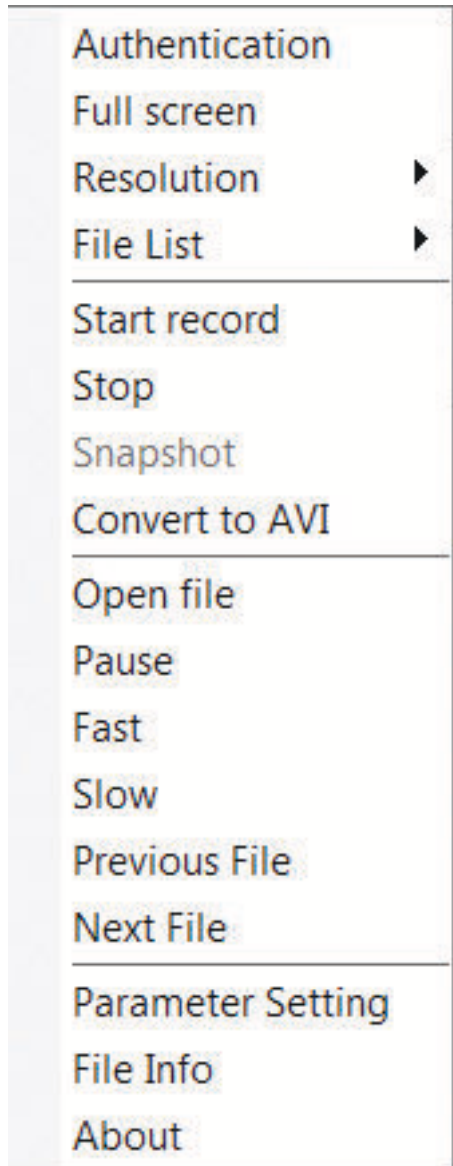 Authentication
Full screen
Resolution
File List
Start record
Stop
Snapshot
Convert to AVI
Open file
Pause
Fast
Slow
Previous File
Next File
Parameter Setting
File Info
About